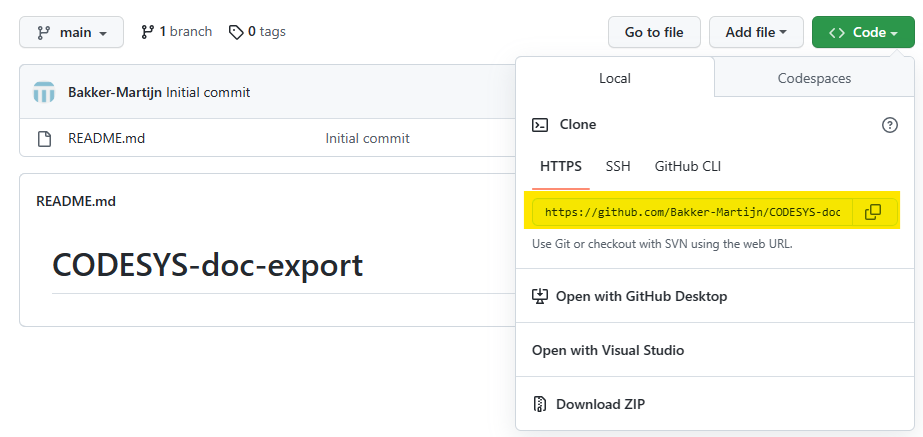 main
1 branch
0 tags
Go to file
Add file
Code
Bakker-Martijn Initial commit
README.md Initial commit
README.md
CODESYS-doc-export
Local
Codespaces
Clone
HTTPS
SSH
GitHub CLI
https://github.com/Bakker-Martijn/CODESYS-doc
Use Git or checkout with SVN using the web URL.
Open with GitHub Desktop
Open with Visual Studio
Download ZIP